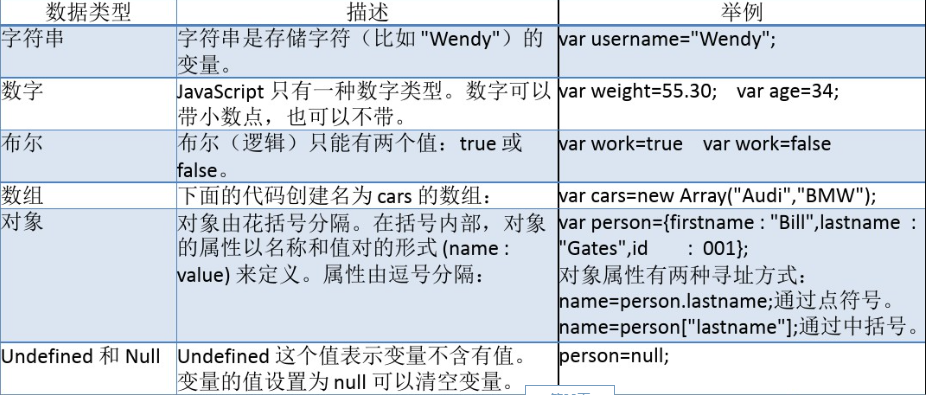 数据类型 描述 举例
字符串 字符串是存储字符（比如 "Wendy"）的 var username="Wendy";
变量。
数字 JavaScript 只有一种数字类型。数字可以 var weight=55.30; var age=34;
带小数点，也可以不带。
布尔 布尔（逻辑）只能有两个值：true 或 var work=true var work=false
false。
数组 下面的代码创建名为 cars 的数组： var cars=new Array("Audi","BMW");
对象 对象由花括号分隔。在括号内部，对象 var person={firstname : "Bill",lastname :
的属性以名称和值对的形式 (name : "Gates",id : 001};
value) 来定义。属性由逗号分隔： 对象属性有两种寻址方式：
name=person.lastname;通过点符号。
name=person["lastname"];通过中括号。
Undefined 和 Null Undefined 这个值表示变量不含有值。 person=null;
变量的值设置为 null 可以清空变量。